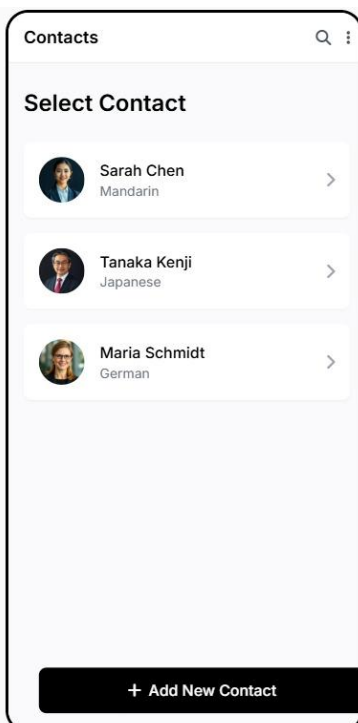 Contacts
Select Contact
Sarah Chen
Mandarin
Tanaka Kenji
Japanese
Maria Schmidt
German
+ Add New Contact